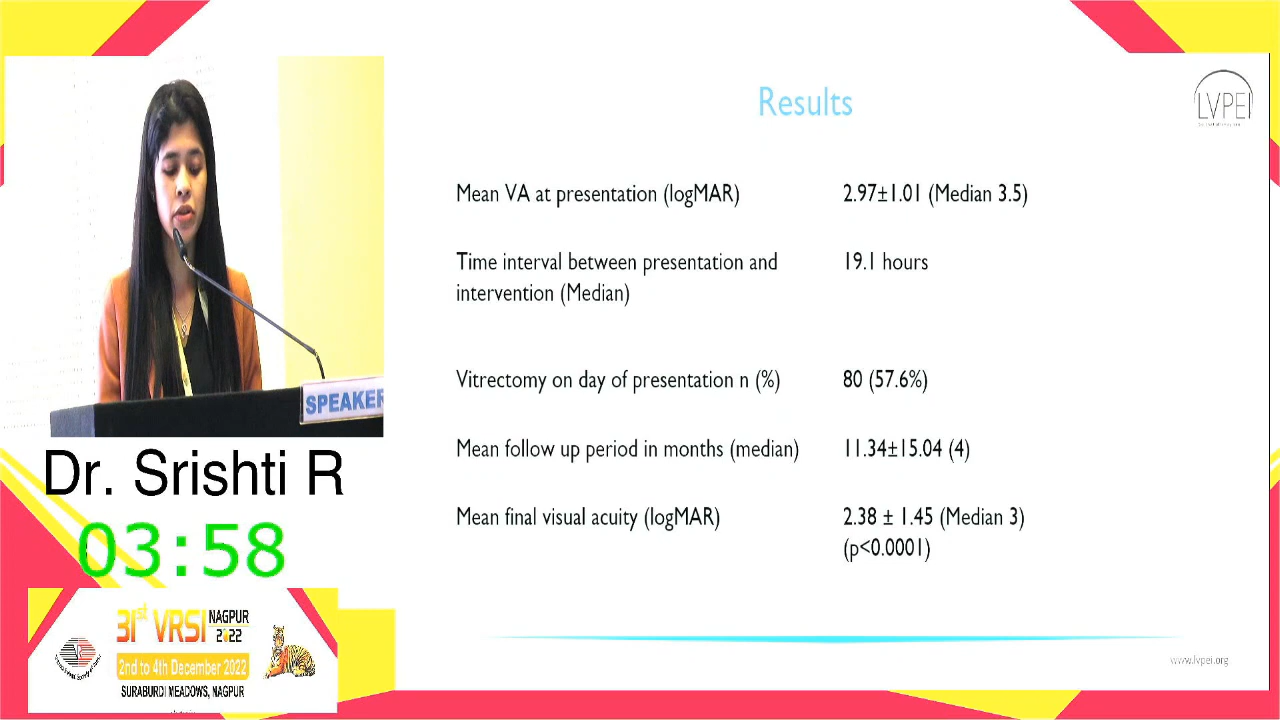 Results
LVPEI
Mean VA at presentation (logMAR) 2.97±1.01 (Median 3.5)
Time interval between presentation and 19.1 hours
intervention (Median)
Vitrectomy on day of presentation n (%) 80 (57.6%)
Mean follow up period in months (median) 11.34±15.04 (4)
Mean final visual acuity (logMAR) 2.38 ± 1.45 (Median 3)
(p<0.0001)
www.lvpei.org
SPEAKER
Dr. Srishti R
03:58
31st VRSI NAGPUR
2022
2nd to 4th December 2022
SURABURDI MEADOWS, NAGPUR